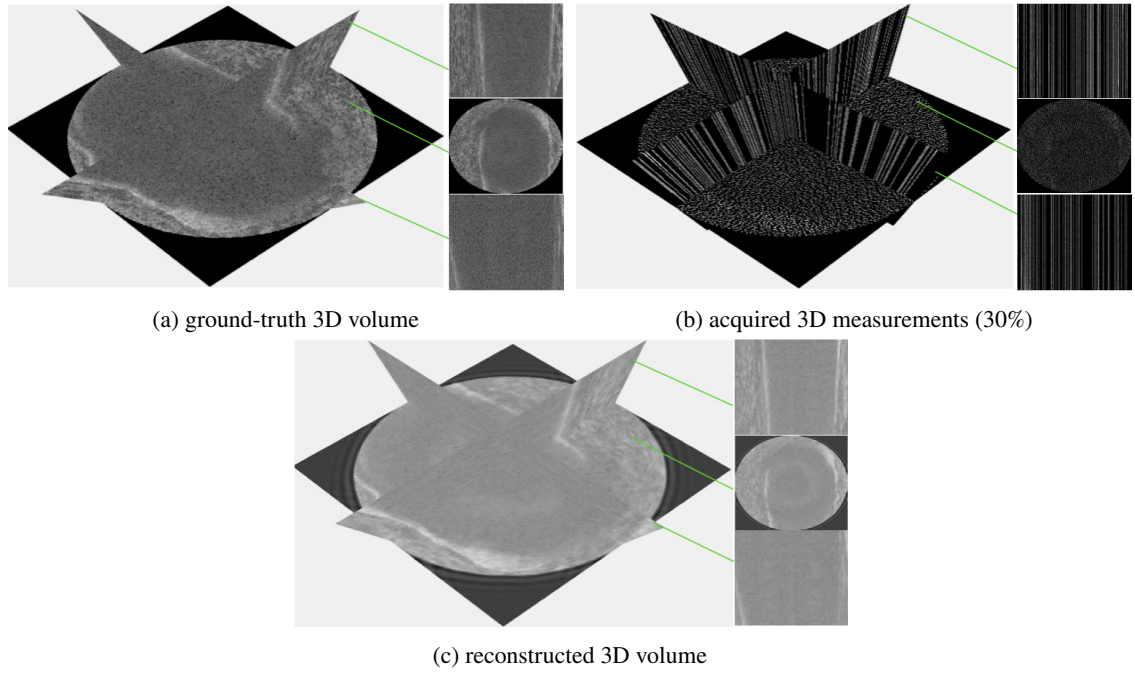 (a) ground-truth 3D volume
(b) acquired 3D measurements (30%)
(c) reconstructed 3D volume